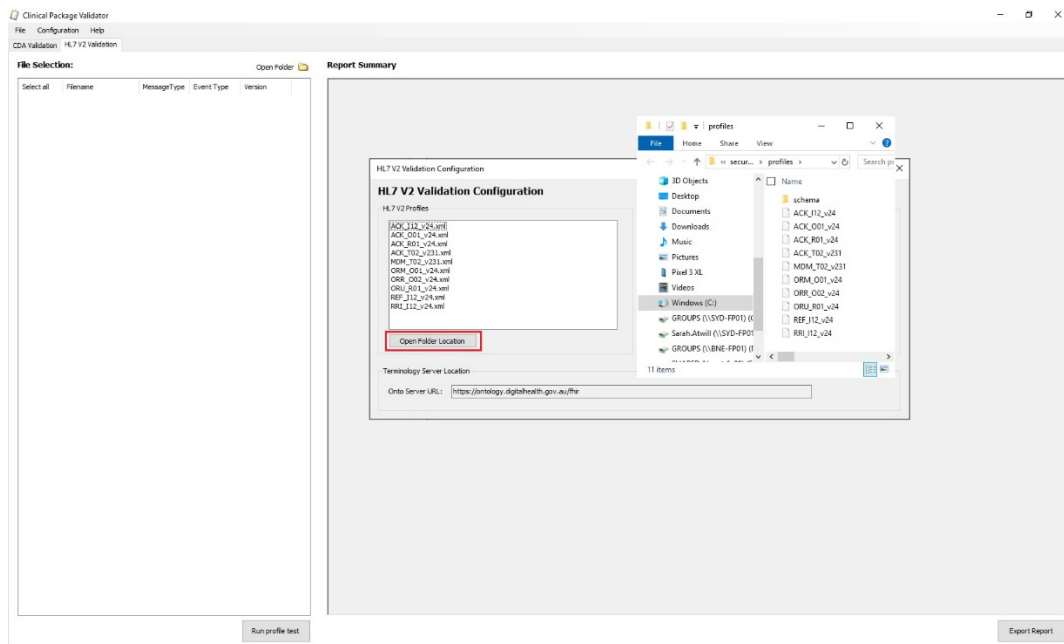 Clinical Package Validator
File Configuration Help
CDA Validation HL7 V2 Validation
File Selection:
Open Folder
Report Summary
Select all Filename MessageType Event Type Version
profiles
File Home Share View
« secur... > profiles >
Search pr
HL7 V2 Validation Configuration
HL7 V2 Validation Configuration
HL7 V2 Profiles
ACK_I12_v24.xml
ACK_O01_v24.xml
ACK_R01_v24.xml
ACK_T02_v231.xml
MDM_T02_v231.xml
ORM_O01_v24.xml
ORR_O02_v24.xml
ORU_R01_v24.xml
REF_I12_v24.xml
RRI_I12_v24.xml
Open Folder Location
3D Objects
Desktop
Documents
Downloads
Music
Pictures
Pixel 3 XL
Videos
Windows (C:)
GROUPS (\\SYD-FP01) (
Sarah.Atwill (\\SYD-FP01
GROUPS (\\BNE-FP01) (
Name
schema
ACK_I12_v24
ACK_O01_v24
ACK_R01_v24
ACK_T02_v231
MDM_T02_v231
ORM_O01_v24
ORR_O02_v24
ORU_R01_v24
REF_I12_v24
RRI_I12_v24
11 items
Terminology Server Location
Onto Server URL: https://ontology.digitalhealth.gov.au/fhir
Run profile test
Export Report